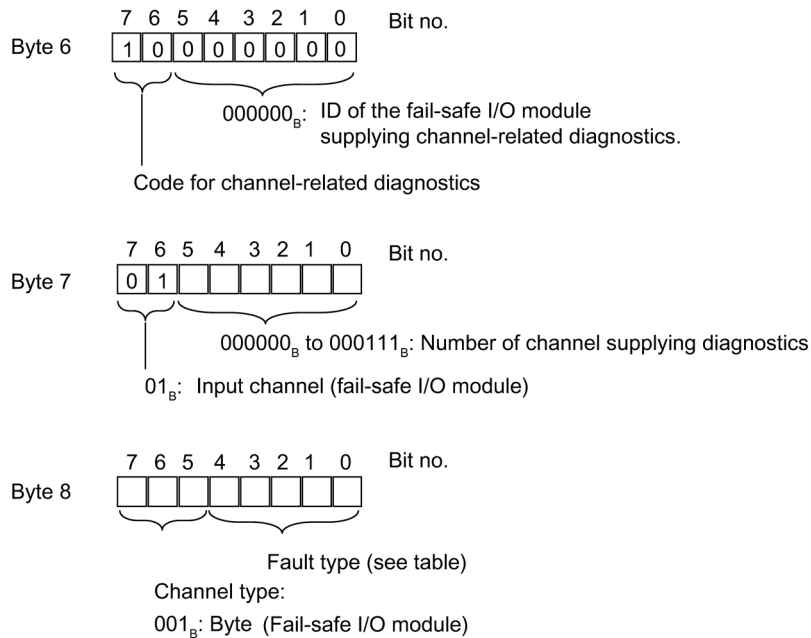 7 6 5 4 3 2 1 0 Bit no.
Byte 6 1 0 0 0 0 0 0 0
000000B: ID of the fail-safe I/O module
supplying channel-related diagnostics.
Code for channel-related diagnostics
7 6 5 4 3 2 1 0 Bit no.
Byte 7 0 1
000000B to 000111B: Number of channel supplying diagnostics
01B: Input channel (fail-safe I/O module)
7 6 5 4 3 2 1 0 Bit no.
Byte 8
Fault type (see table)
Channel type:
001B: Byte (Fail-safe I/O module)